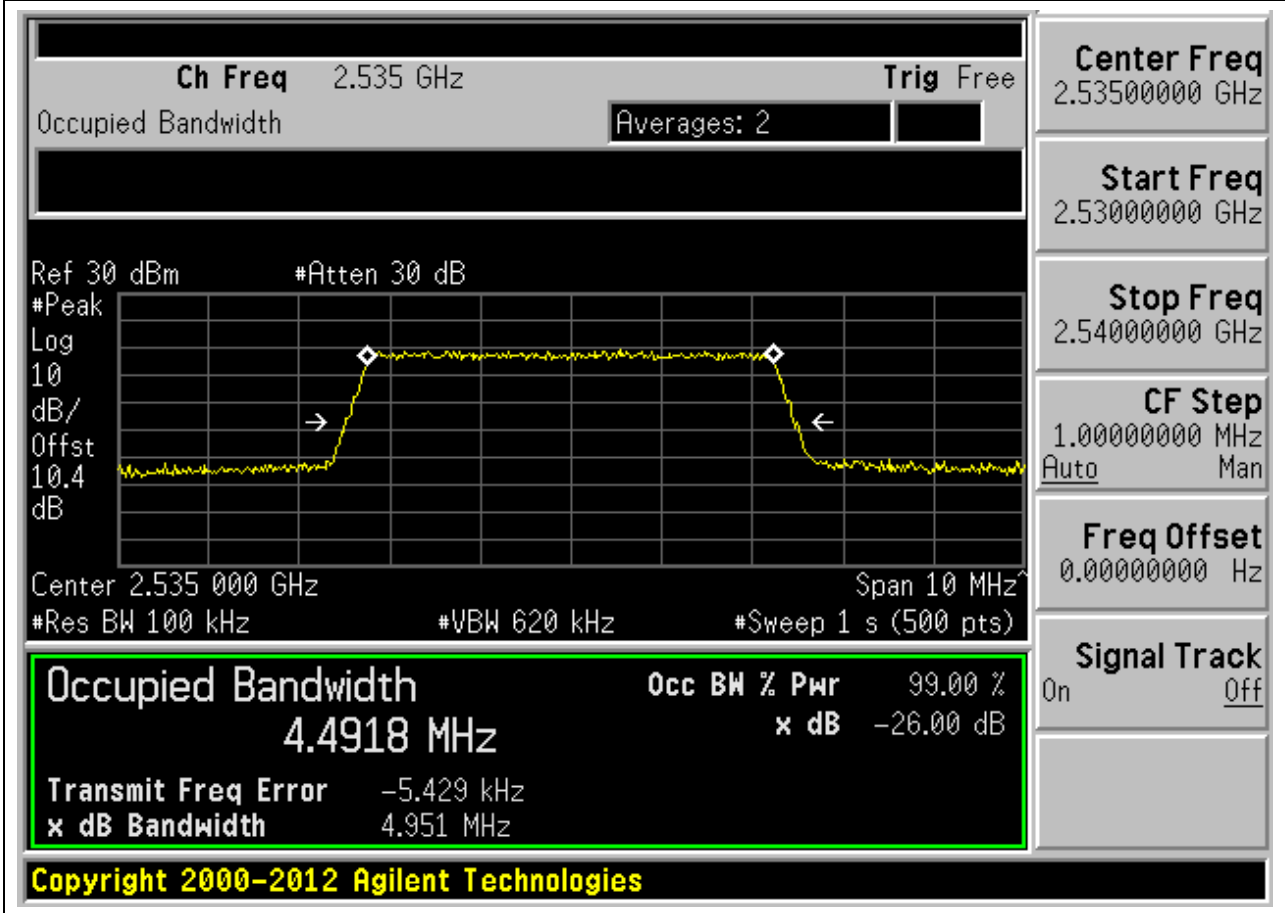 Ch Freq 2.535 GHz Trig Free
Occupied Bandwidth Averages: 2
Ref 30 dBm #Atten 30 dB
#Peak
Log
10
dB/
Offst
10.4
dB
Center 2.535 000 GHz Span 10 MHz^
#Res BW 100 kHz #VBW 620 kHz #Sweep 1 s (500 pts)
Occupied Bandwidth Occ BW % Pwr 99.00 %
4.4918 MHz x dB -26.00 dB
Transmit Freq Error -5.429 kHz
x dB Bandwidth 4.951 MHz
Copyright 2000-2012 Agilent Technologies
Center Freq
2.53500000 GHz
Start Freq
2.53000000 GHz
Stop Freq
2.54000000 GHz
CF Step
1.00000000 MHz
Auto Man
Freq Offset
0.00000000 Hz
Signal Track
On Off